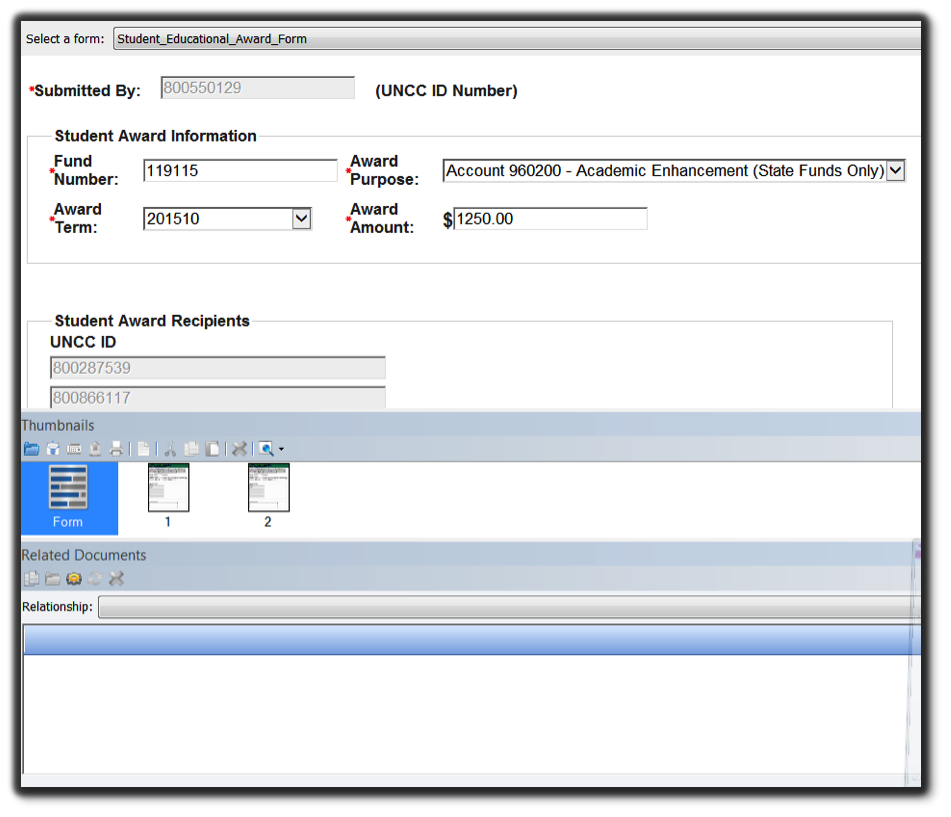 Select a form: Student_Educational_Award_Form
*Submitted By: 800550129 (UNCC ID Number)
Student Award Information
*Fund Number: 119115 *Award Purpose: Account 960200 - Academic Enhancement (State Funds Only)
*Award Term: 201510 *Award Amount: $1250.00
Student Award Recipients
UNCC ID
800287539
800866117
Thumbnails
Form 1 2
Related Documents
Relationship: